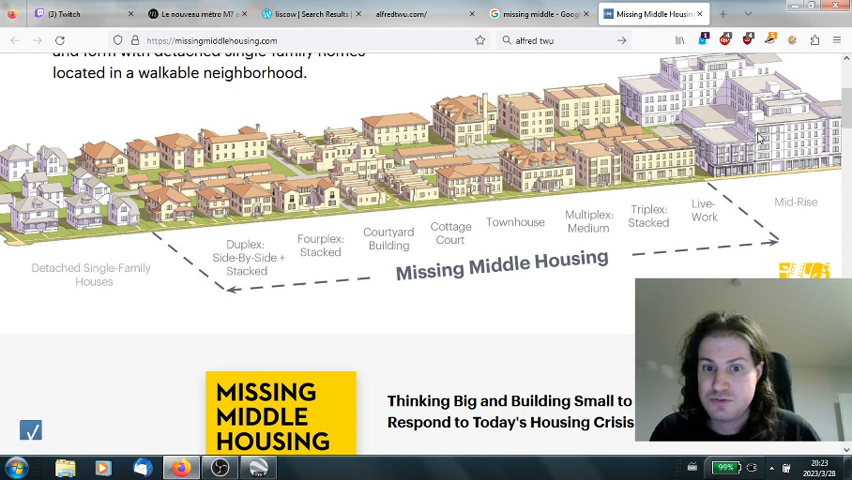 (3) Twitch
Le nouveau métro M7 a
liscow | Search Results |
alfredtwu.com/
missing middle - Googl
Missing Middle Housing
https://missingmiddlehousing.com
alfred twu
and form with detached single-family homes
located in a walkable neighborhood.
Detached Single-Family
Houses
Duplex:
Side-By-Side +
Stacked
Fourplex:
Stacked
Courtyard
Building
Cottage
Court
Townhouse
Multiplex:
Medium
Triplex:
Stacked
Live-
Work
Mid-Rise
Missing Middle Housing
MISSING
MIDDLE
HOUSING
Thinking Big and Building Small to
Respond to Today's Housing Crisis
99%
20:23
2023/3/28